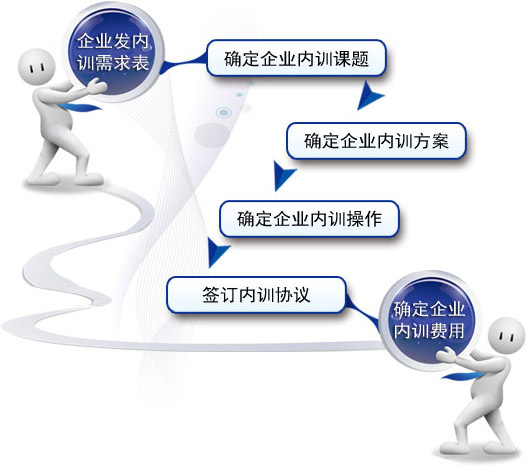 企业发内
训需求表
确定企业内训课题
确定企业内训方案
确定企业内训操作
签订内训协议
确定企业
内训费用